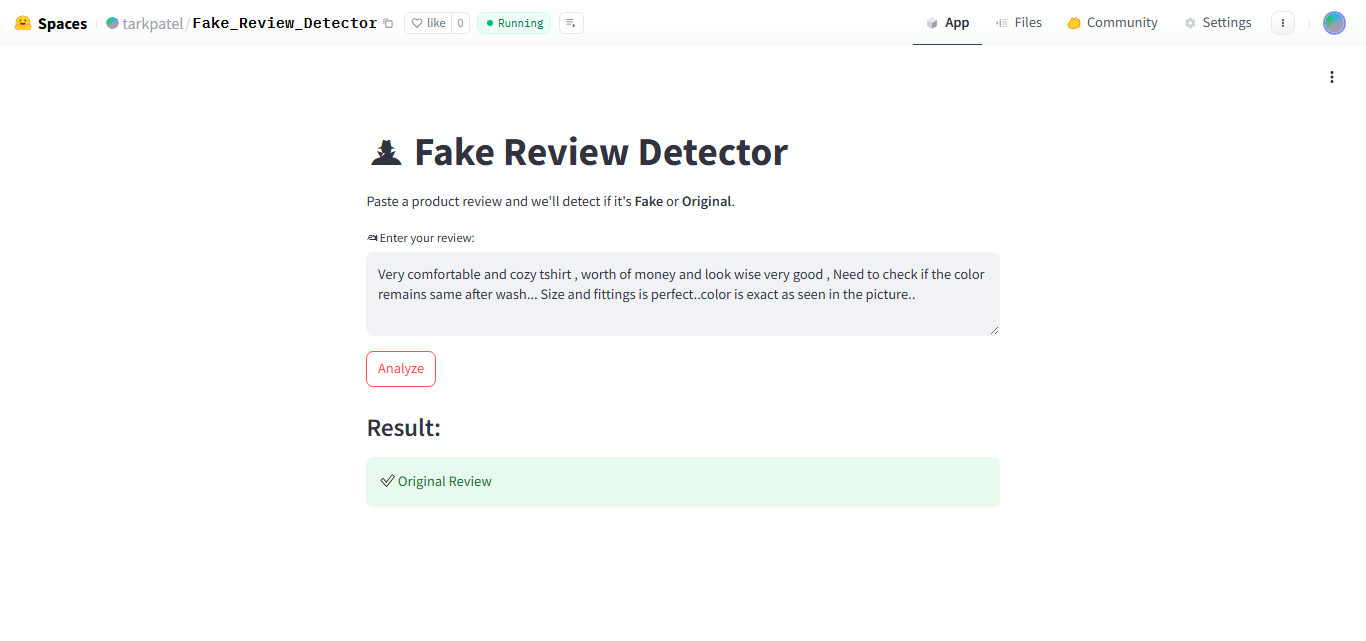 Spaces tarkpatel/Fake_Review_Detector like 0 Running App Files Community Settings
Fake Review Detector
Paste a product review and we'll detect if it's Fake or Original.
Enter your review:
Very comfortable and cozy tshirt , worth of money and look wise very good , Need to check if the color
remains same after wash... Size and fittings is perfect..color is exact as seen in the picture..
Analyze
Result:
Original Review